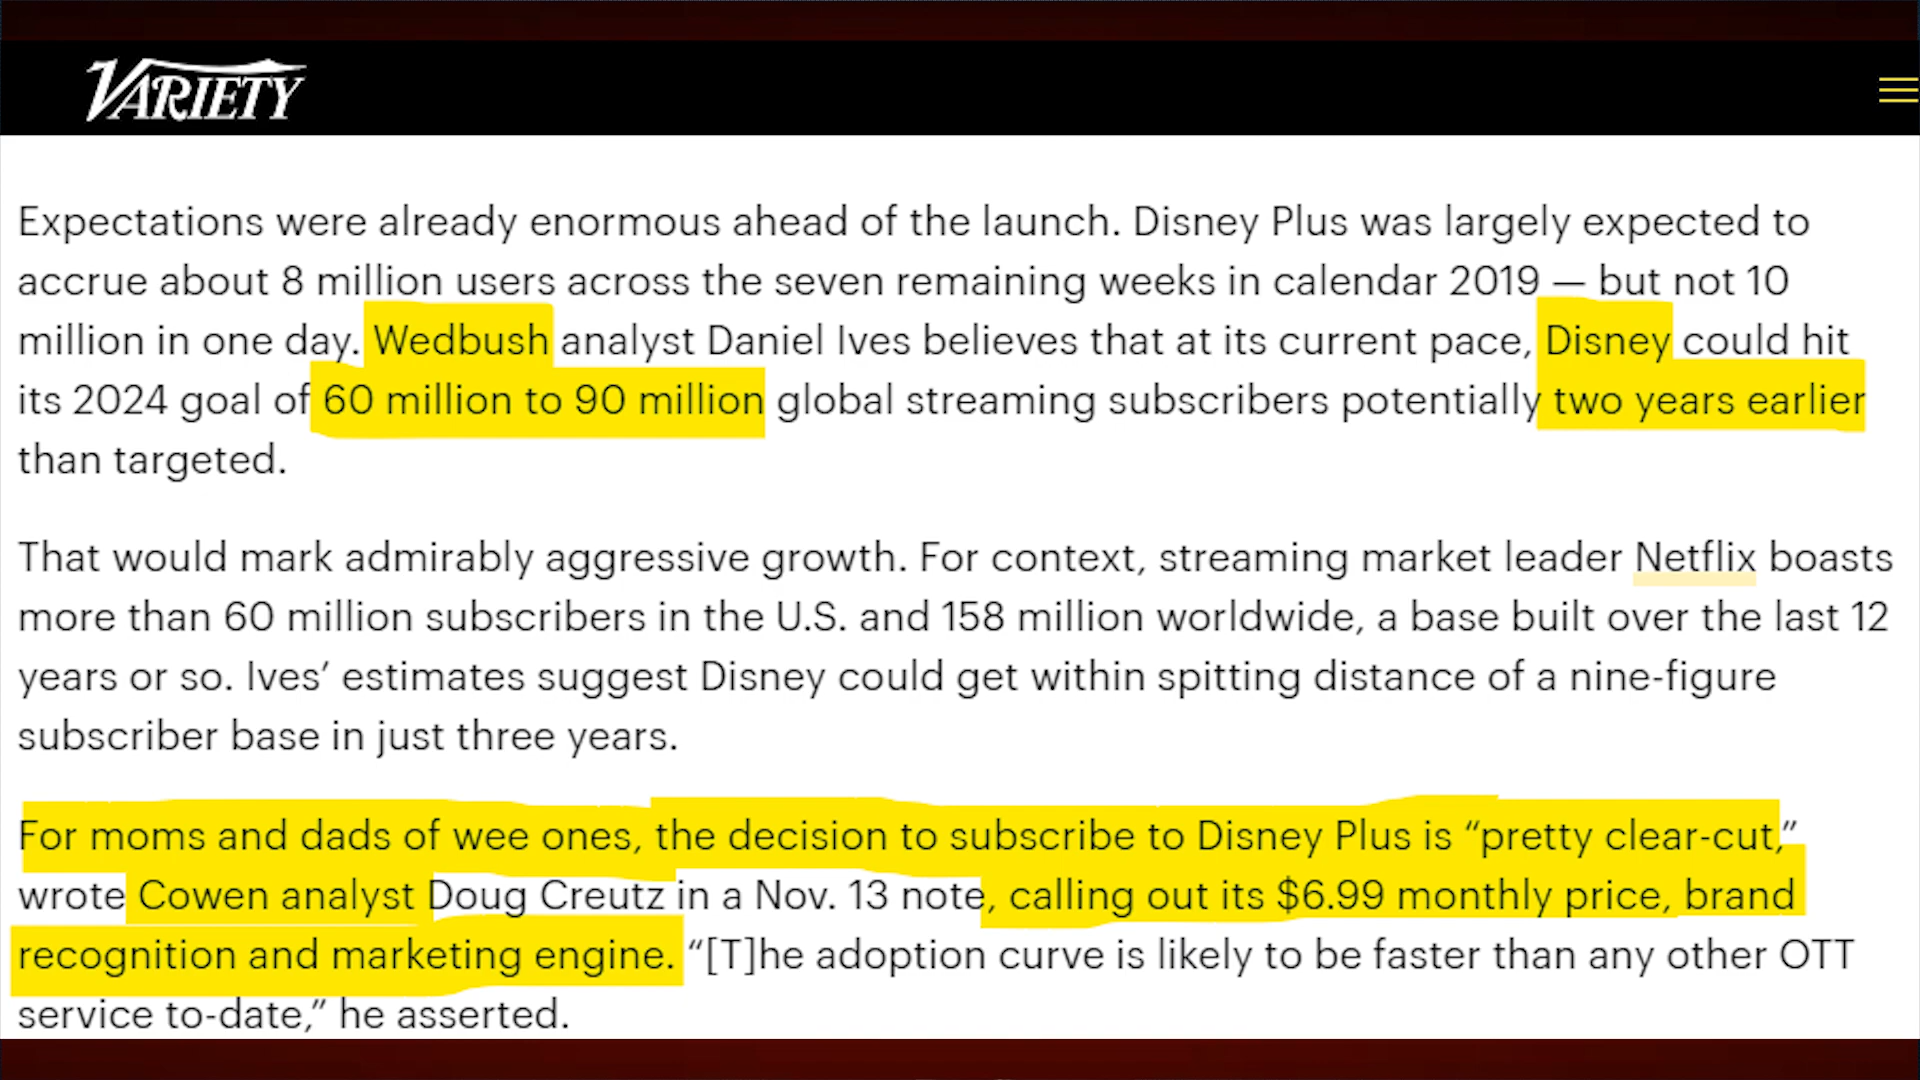 VARIETY
Expectations were already enormous ahead of the launch. Disney Plus was largely expected to
accrue about 8 million users across the seven remaining weeks in calendar 2019 — but not 10
million in one day. Wedbush analyst Daniel Ives believes that at its current pace, Disney could hit
its 2024 goal of 60 million to 90 million global streaming subscribers potentially two years earlier
than targeted.
That would mark admirably aggressive growth. For context, streaming market leader Netflix boasts
more than 60 million subscribers in the U.S. and 158 million worldwide, a base built over the last 12
years or so. Ives’ estimates suggest Disney could get within spitting distance of a nine-figure
subscriber base in just three years.
For moms and dads of wee ones, the decision to subscribe to Disney Plus is “pretty clear-cut,”
wrote Cowen analyst Doug Creutz in a Nov. 13 note, calling out its $6.99 monthly price, brand
recognition and marketing engine. “[T]he adoption curve is likely to be faster than any other OTT
service to-date,” he asserted.